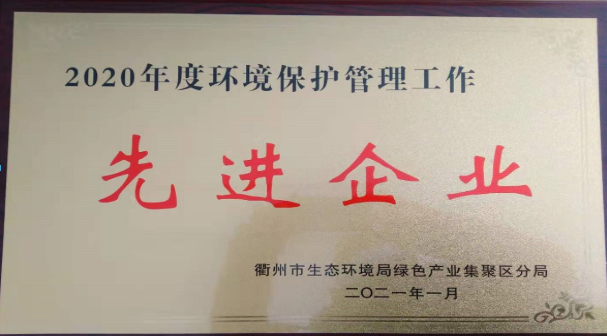 2020年度环境保护管理工作
先进企业
衢州市生态环境局绿色产业集聚区分局
二〇二一年一月